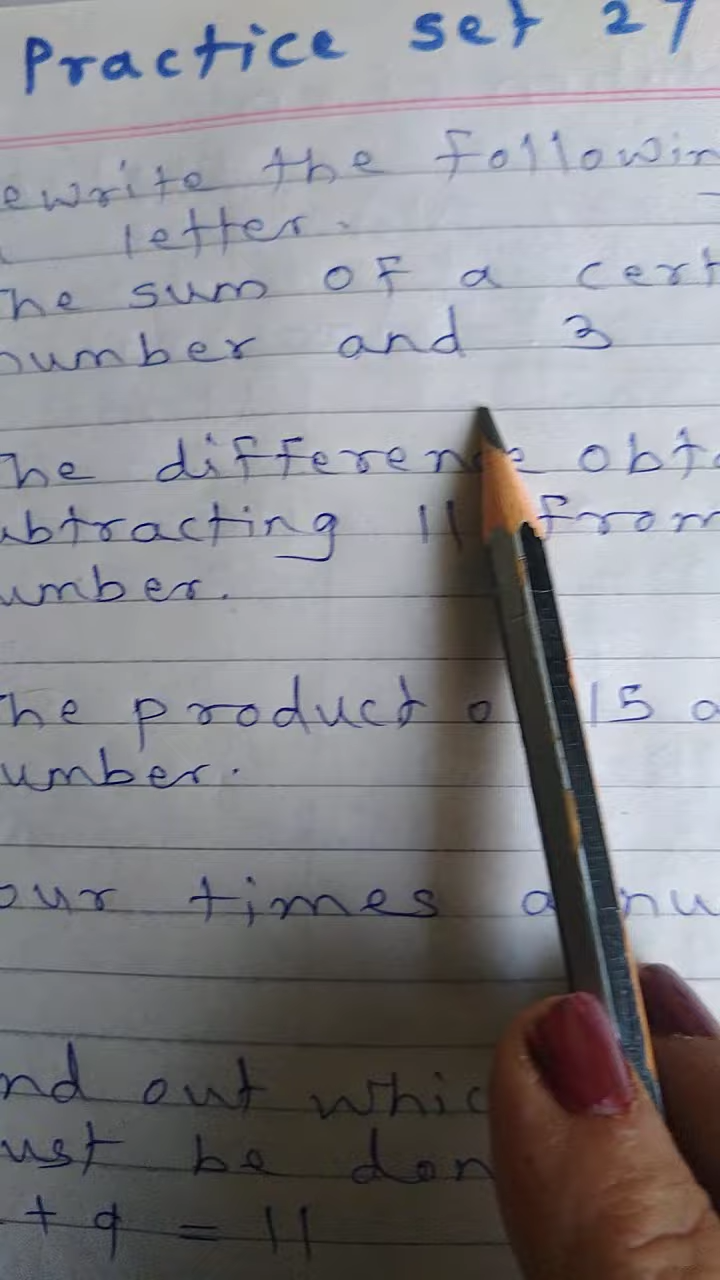 Practice set 27
ewrite the followin
letter.
he sum of a cert
number and 3
he difference obt
ubtracting 11 from
umber.
he product o 15 a
umber.
our times a nu
nd out whic
ust be don
+ 9 = 11